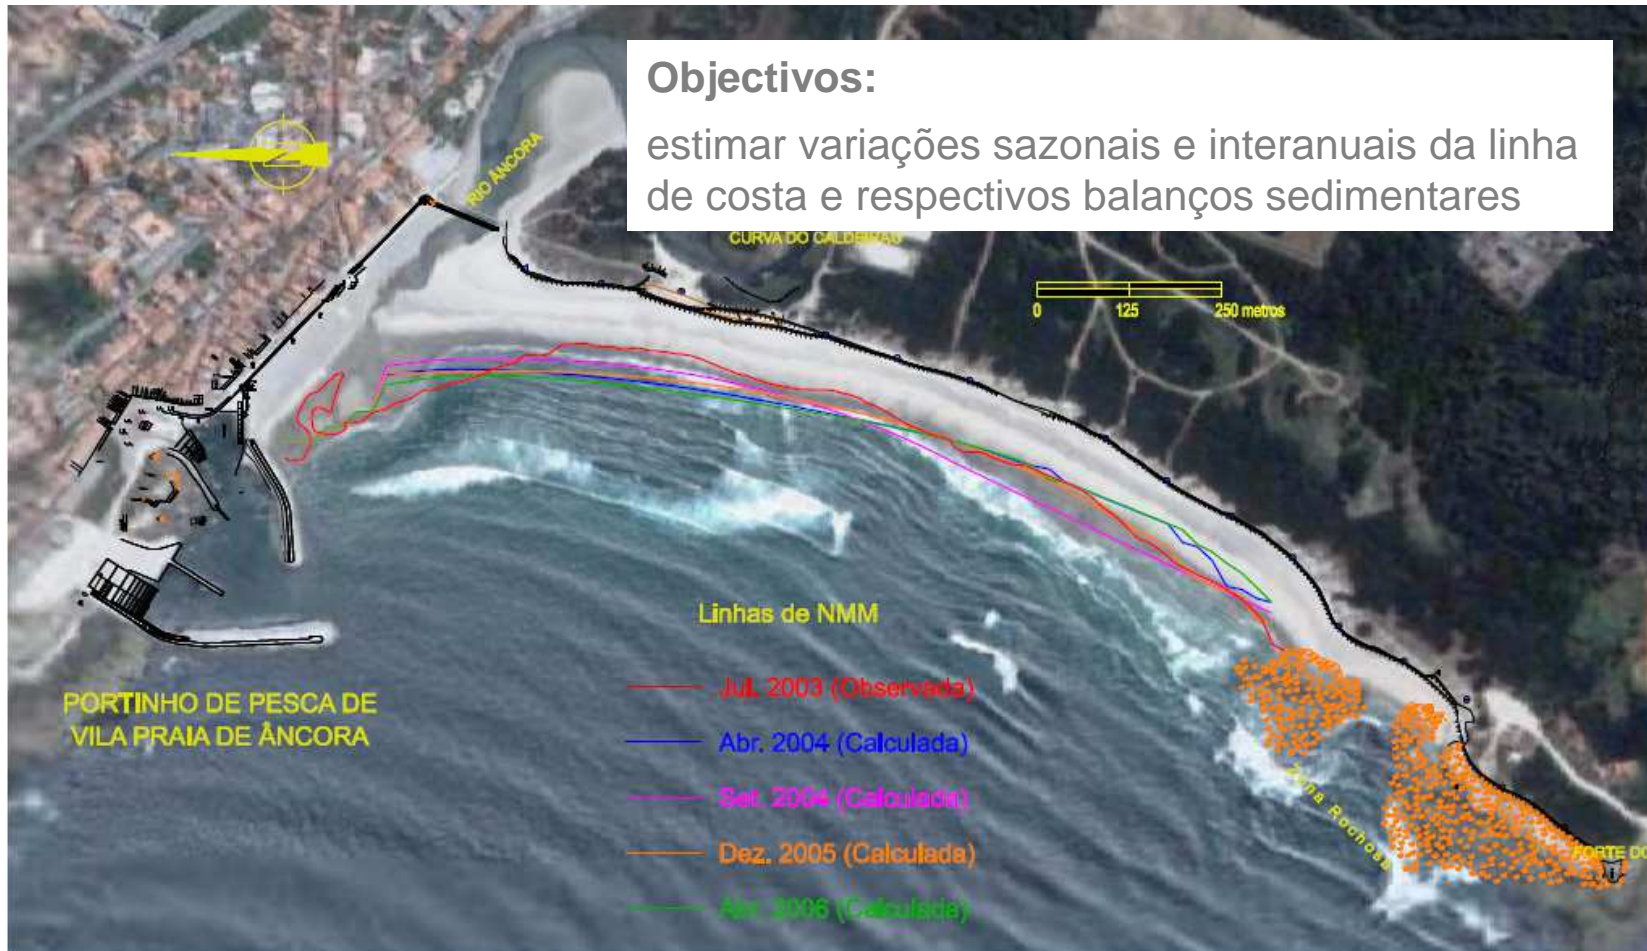 Objectivos:
estimar variações sazonais e interanuais da linha
de costa e respectivos balanços sedimentares
N
RIO ÂNCORA
CURVA DO CALDEIRÃO
0 125 250 metros
Linhas de NMM
Jul. 2003 (Observada)
Abr. 2004 (Calculada)
Set. 2004 (Calculada)
Dez. 2005 (Calculada)
Abr. 2006 (Calculada)
PORTINHO DE PESCA DE
VILA PRAIA DE ÂNCORA
Zona Rochosa
FORTE DO